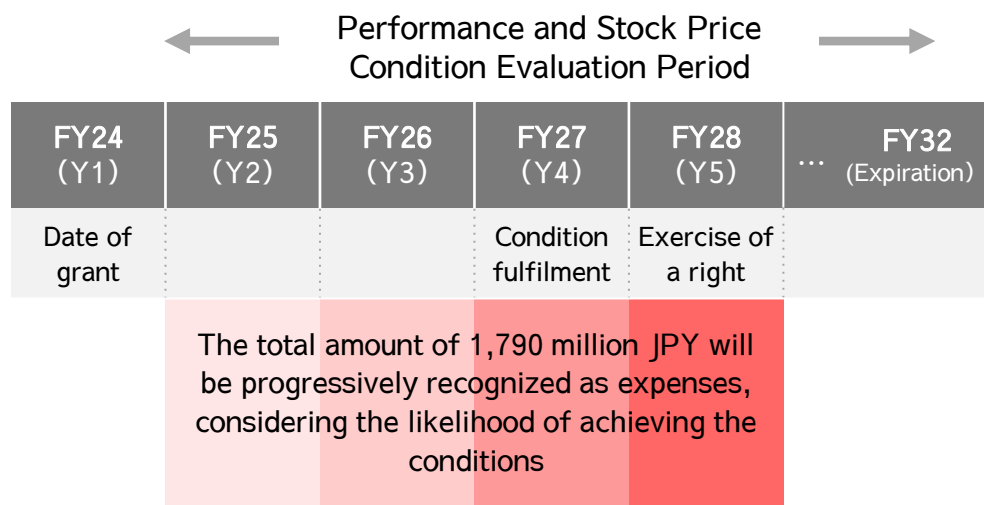 Performance and Stock Price
Condition Evaluation Period
FY24 FY25 FY26 FY27 FY28 ... FY32
(Y1) (Y2) (Y3) (Y4) (Y5) (Expiration)
Date of grant
Condition fulfilment
Exercise of a right
The total amount of 1,790 million JPY will
be progressively recognized as expenses,
considering the likelihood of achieving the
conditions